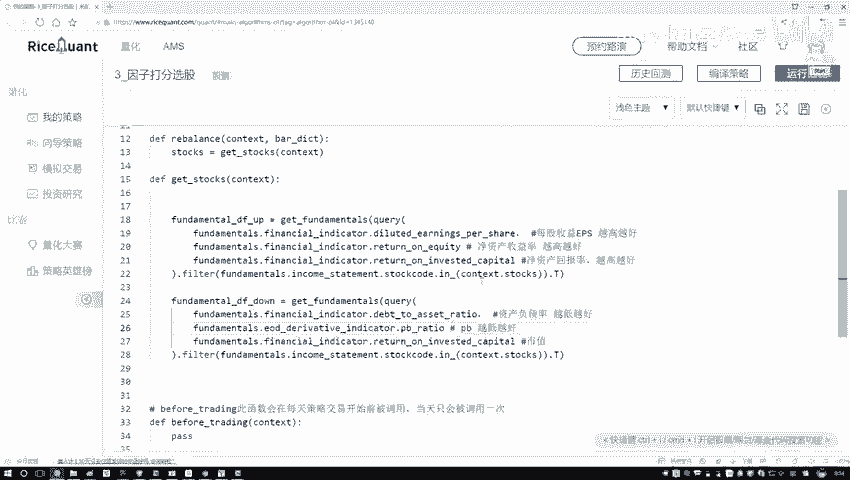 https://www.ricequant.com/quant/
RiceQuant
量化
AMS
预约路演
帮助文档
社区
3_因子打分选股
历史回测
编译策略
运行
浅色主题
默认快捷键
我的策略
向导策略
模拟交易
投资研究
量化大赛
策略英雄榜
12 def rebalance(context, bar_dict):
13 stocks = get_stocks(context)
14
15 def get_stocks(context):
16
17
18 fundamental_df_up = get_fundamentals(query(
19 fundamentals.financial_indicator.diluted_earnings_per_share, #每股收益EPS 越高越好
20 fundamentals.financial_indicator.return_on_equity # 净资产收益率 越高越好
21 fundamentals.financial_indicator.return_on_invested_capital #净资产回报率, 越高越好
22 ).filter(fundamentals.income_statement.stockcode.in_(context.stocks)).T)
23
24 fundamental_df_down = get_fundamentals(query(
25 fundamentals.financial_indicator.debt_to_asset_ratio, #资产负债率 越低越好
26 fundamentals.eod_derivative_indicator.pb_ratio # pb 越低越好
27 fundamentals.financial_indicator.return_on_invested_capital #市值
28 ).filter(fundamentals.income_statement.stockcode.in_(context.stocks)).T)
29
30
31
32 # before_trading此函数会在每天策略交易开始前被调用，当天只会被调用一次
33 def before_trading(context):
34 pass